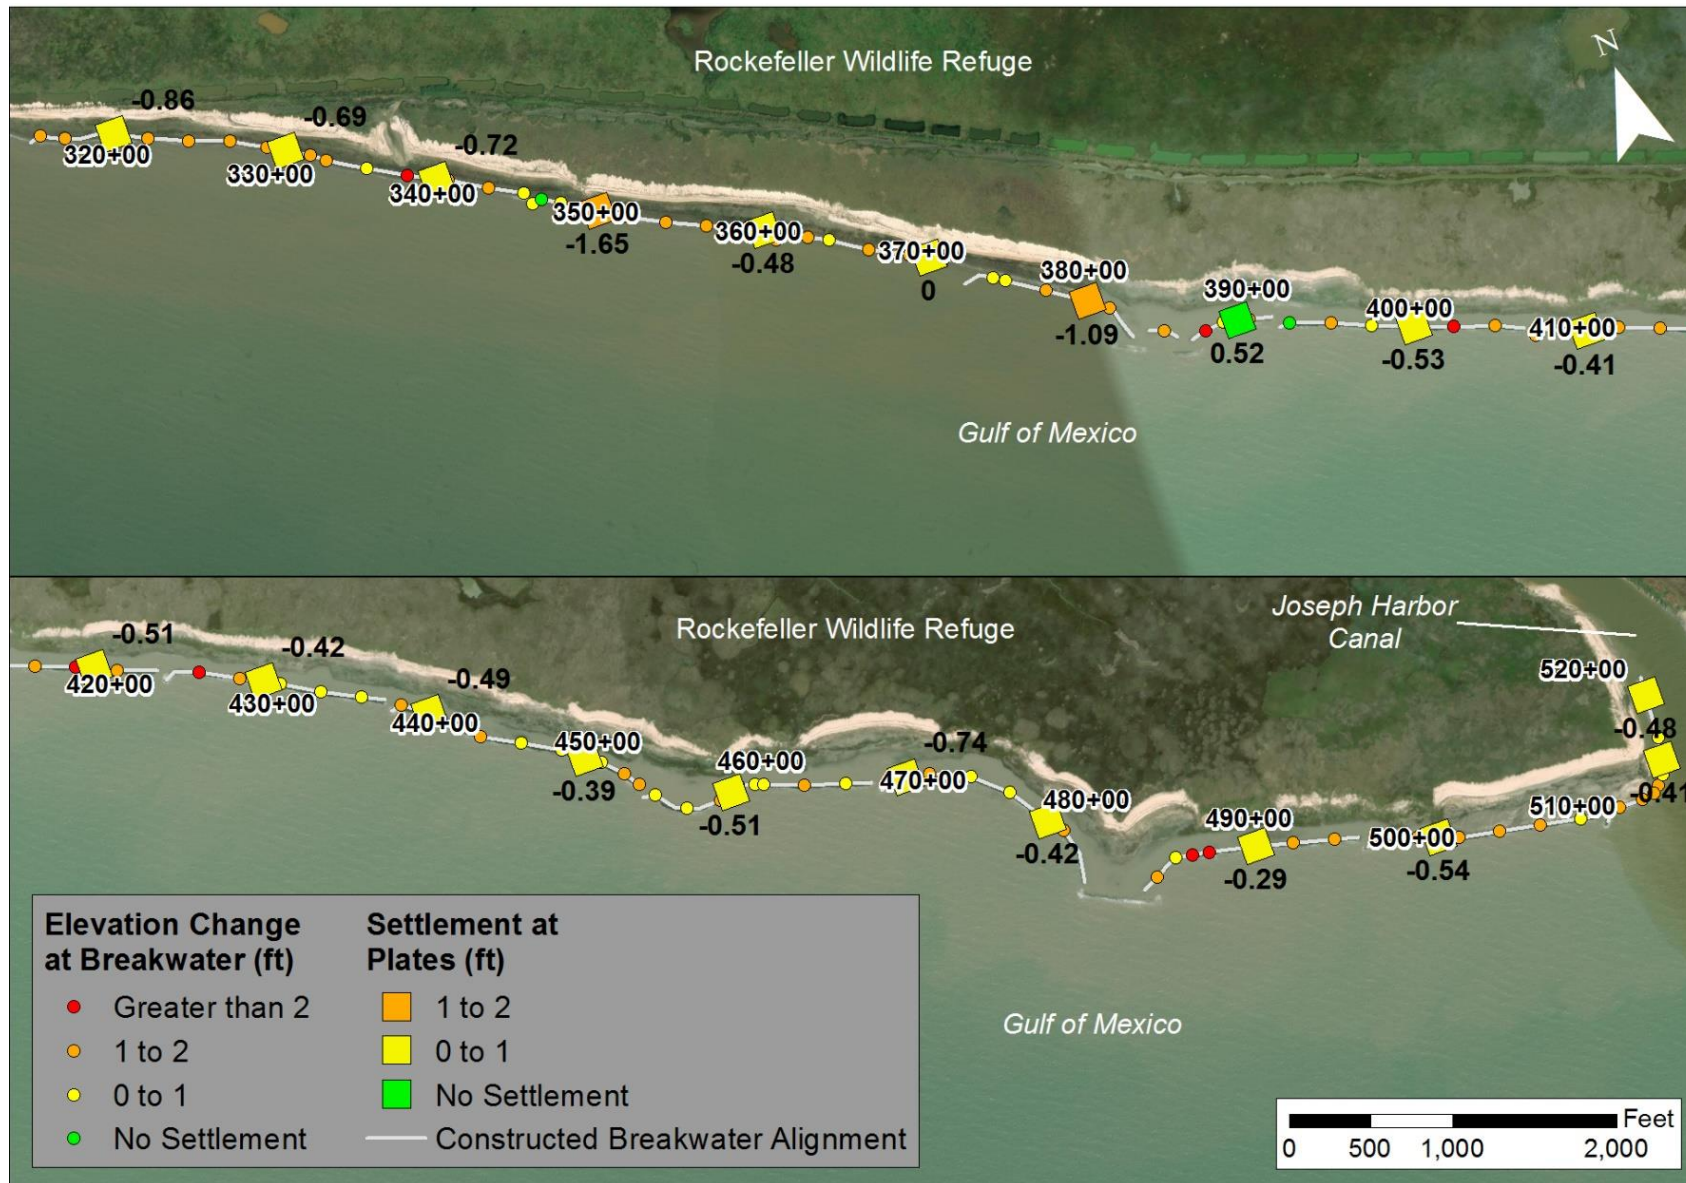 Rockefeller Wildlife Refuge
N
-0.86
-0.69
-0.72
320+00
330+00
340+00
350+00
-1.65
360+00
-0.48
370+00
0
380+00
-1.09
390+00
0.52
400+00
-0.53
410+00
-0.41
Gulf of Mexico
Joseph Harbor
Canal
Rockefeller Wildlife Refuge
-0.51
-0.42
-0.49
420+00
430+00
440+00
450+00
-0.39
460+00
-0.51
-0.74
470+00
480+00
-0.42
490+00
-0.29
500+00
-0.54
510+00
520+00
-0.48
-0.41
Gulf of Mexico
Elevation Change
at Breakwater (ft)
Greater than 2
1 to 2
0 to 1
No Settlement
Settlement at
Plates (ft)
1 to 2
0 to 1
No Settlement
Constructed Breakwater Alignment
Feet
0 500 1,000 2,000